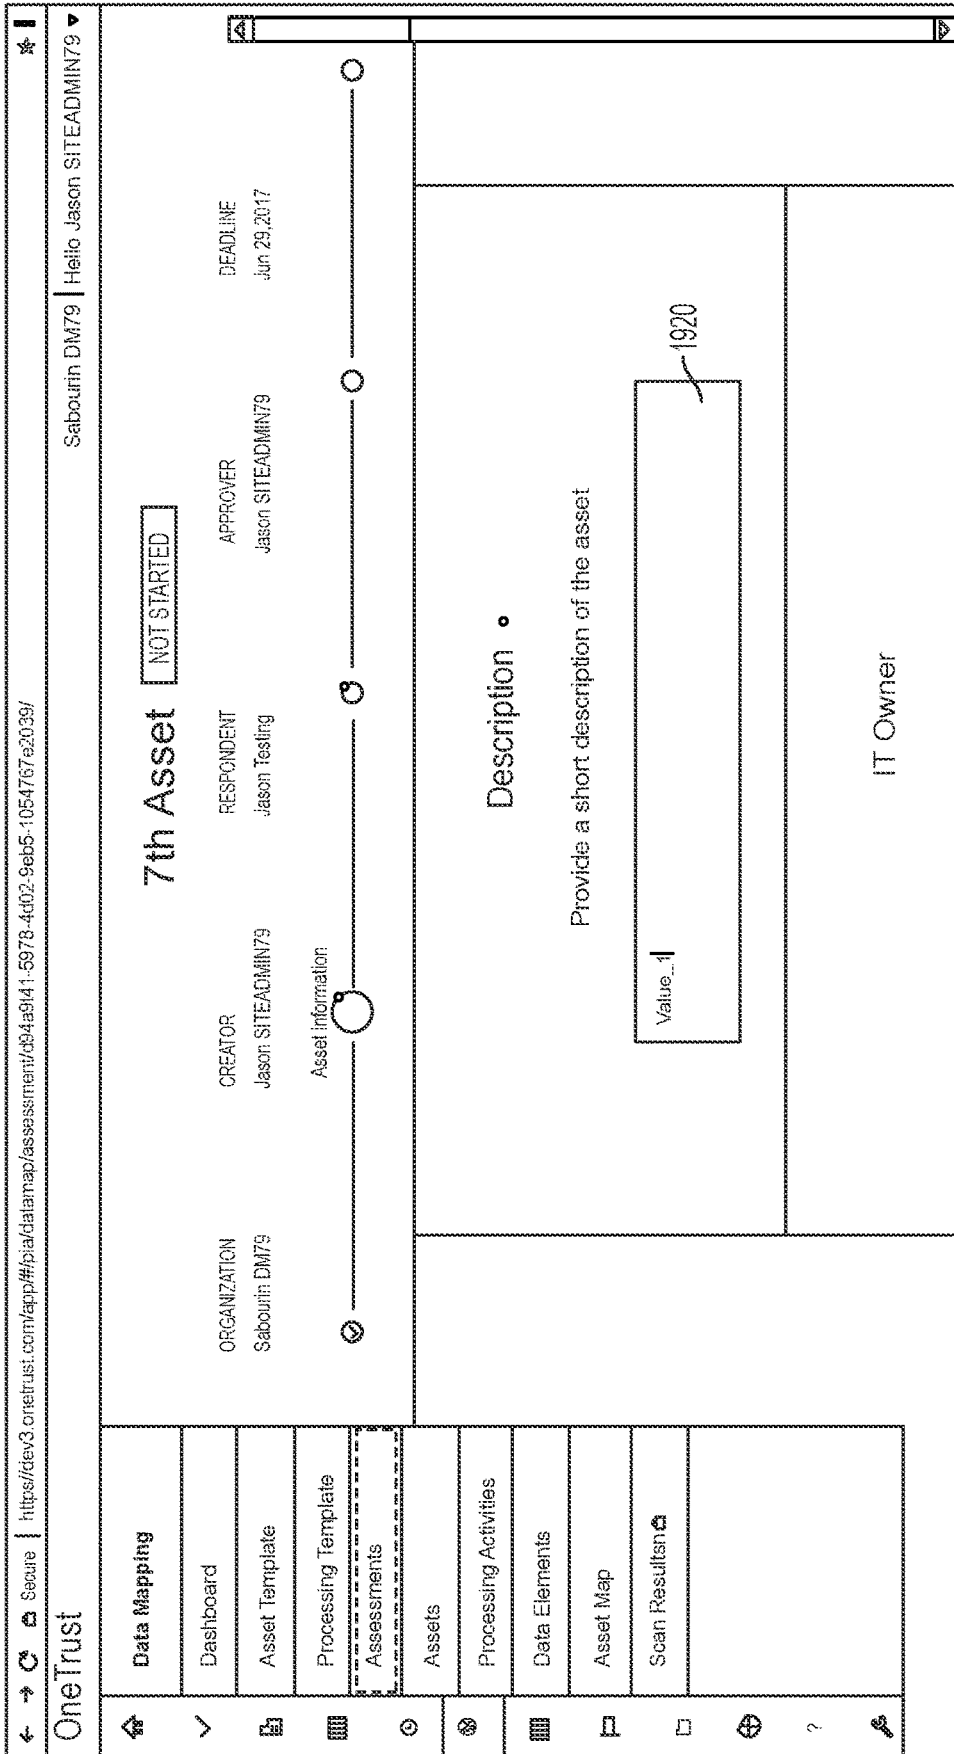 Secure | https//dev3.onetrust.com/app/#/pia/datamap/assessment/d94a9f41-5978-4d02-9eb5-1054767e2039/
OneTrust
Sabourin DM79 | Hello Jason SITEADMIN79
Data Mapping
Dashboard
Asset Template
Processing Template
Assessments
Assets
Processing Activities
Data Elements
Asset Map
Scan Resultsn
?
7th Asset
NOT STARTED
ORGANIZATION CREATOR RESPONDENT APPROVER DEADLINE
Sabourin DM79 Jason SITEADMIN79 Jason Testing Jason SITEADMIN79 Jun 29,2017
Asset Information
Description
Provide a short description of the asset
Value_1
1920
IT Owner